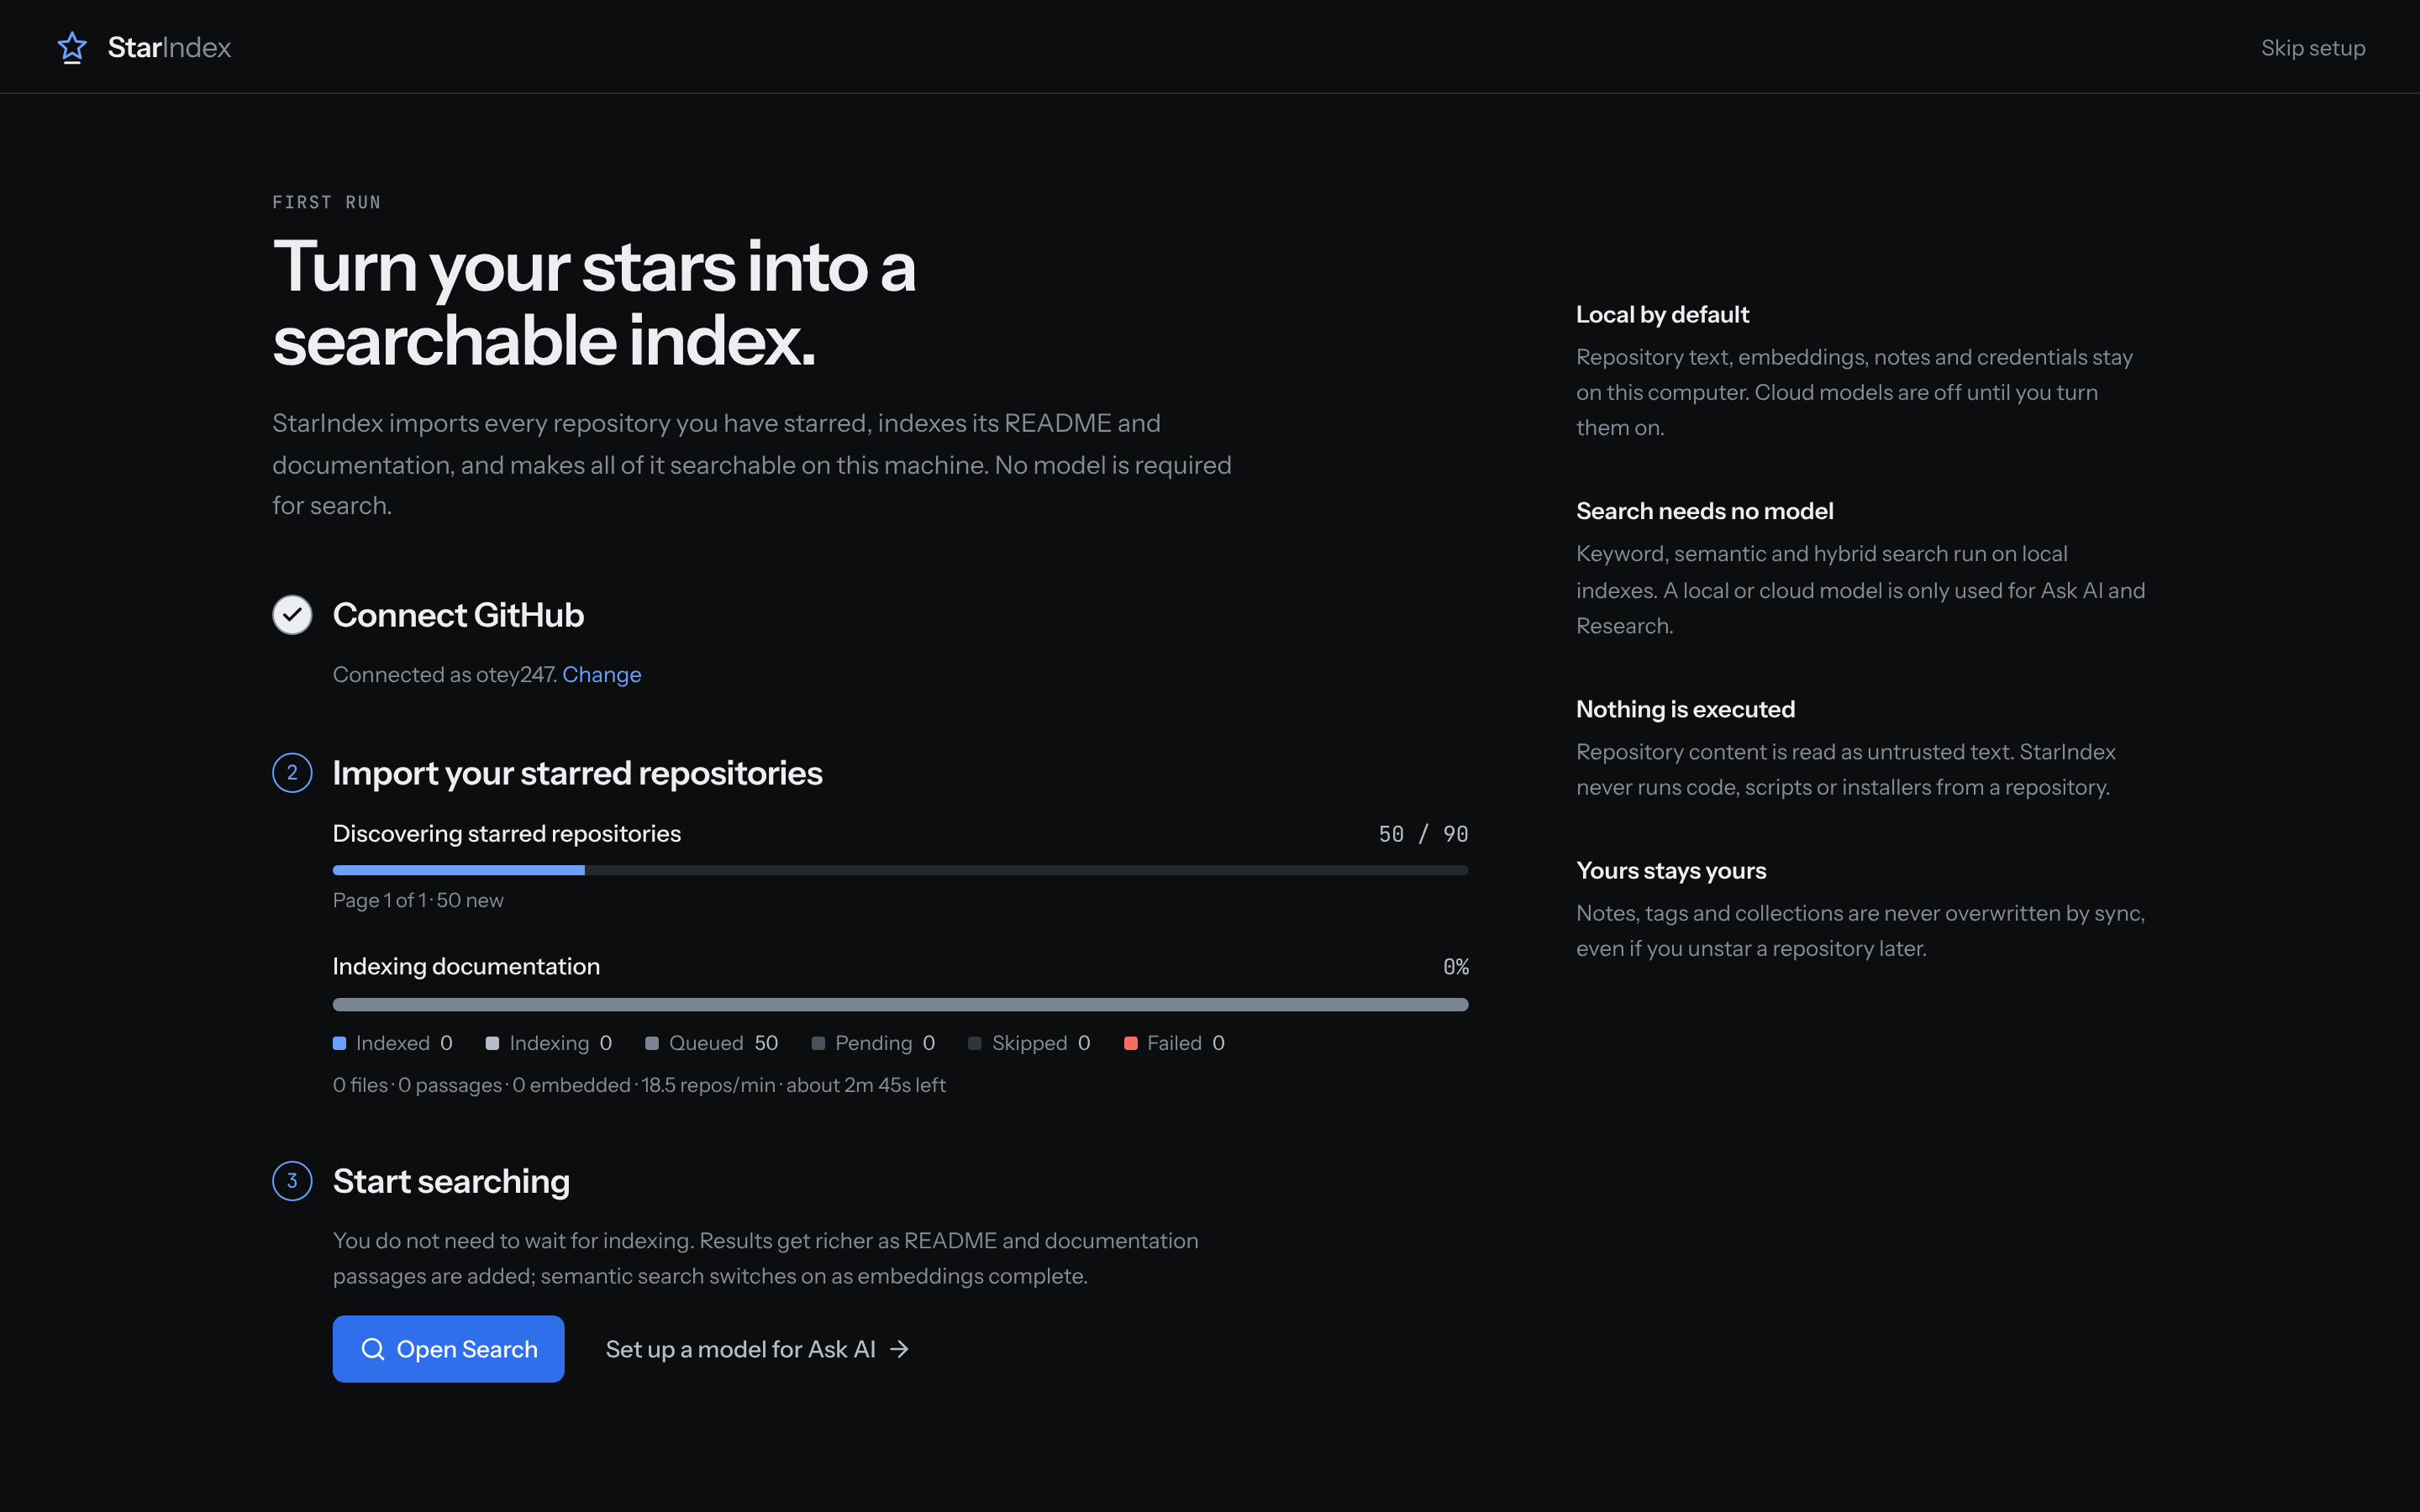 StarIndex
Skip setup
FIRST RUN
Turn your stars into a
searchable index.
StarIndex imports every repository you have starred, indexes its README and
documentation, and makes all of it searchable on this machine. No model is required
for search.
Connect GitHub
Connected as otey247. Change
2 Import your starred repositories
Discovering starred repositories 50 / 90
Page 1 of 1 · 50 new
Indexing documentation 0%
Indexed 0 Indexing 0 Queued 50 Pending 0 Skipped 0 Failed 0
0 files · 0 passages · 0 embedded · 18.5 repos/min · about 2m 45s left
3 Start searching
You do not need to wait for indexing. Results get richer as README and documentation
passages are added; semantic search switches on as embeddings complete.
Open Search Set up a model for Ask AI →
Local by default
Repository text, embeddings, notes and credentials stay
on this computer. Cloud models are off until you turn
them on.
Search needs no model
Keyword, semantic and hybrid search run on local
indexes. A local or cloud model is only used for Ask AI and
Research.
Nothing is executed
Repository content is read as untrusted text. StarIndex
never runs code, scripts or installers from a repository.
Yours stays yours
Notes, tags and collections are never overwritten by sync,
even if you unstar a repository later.